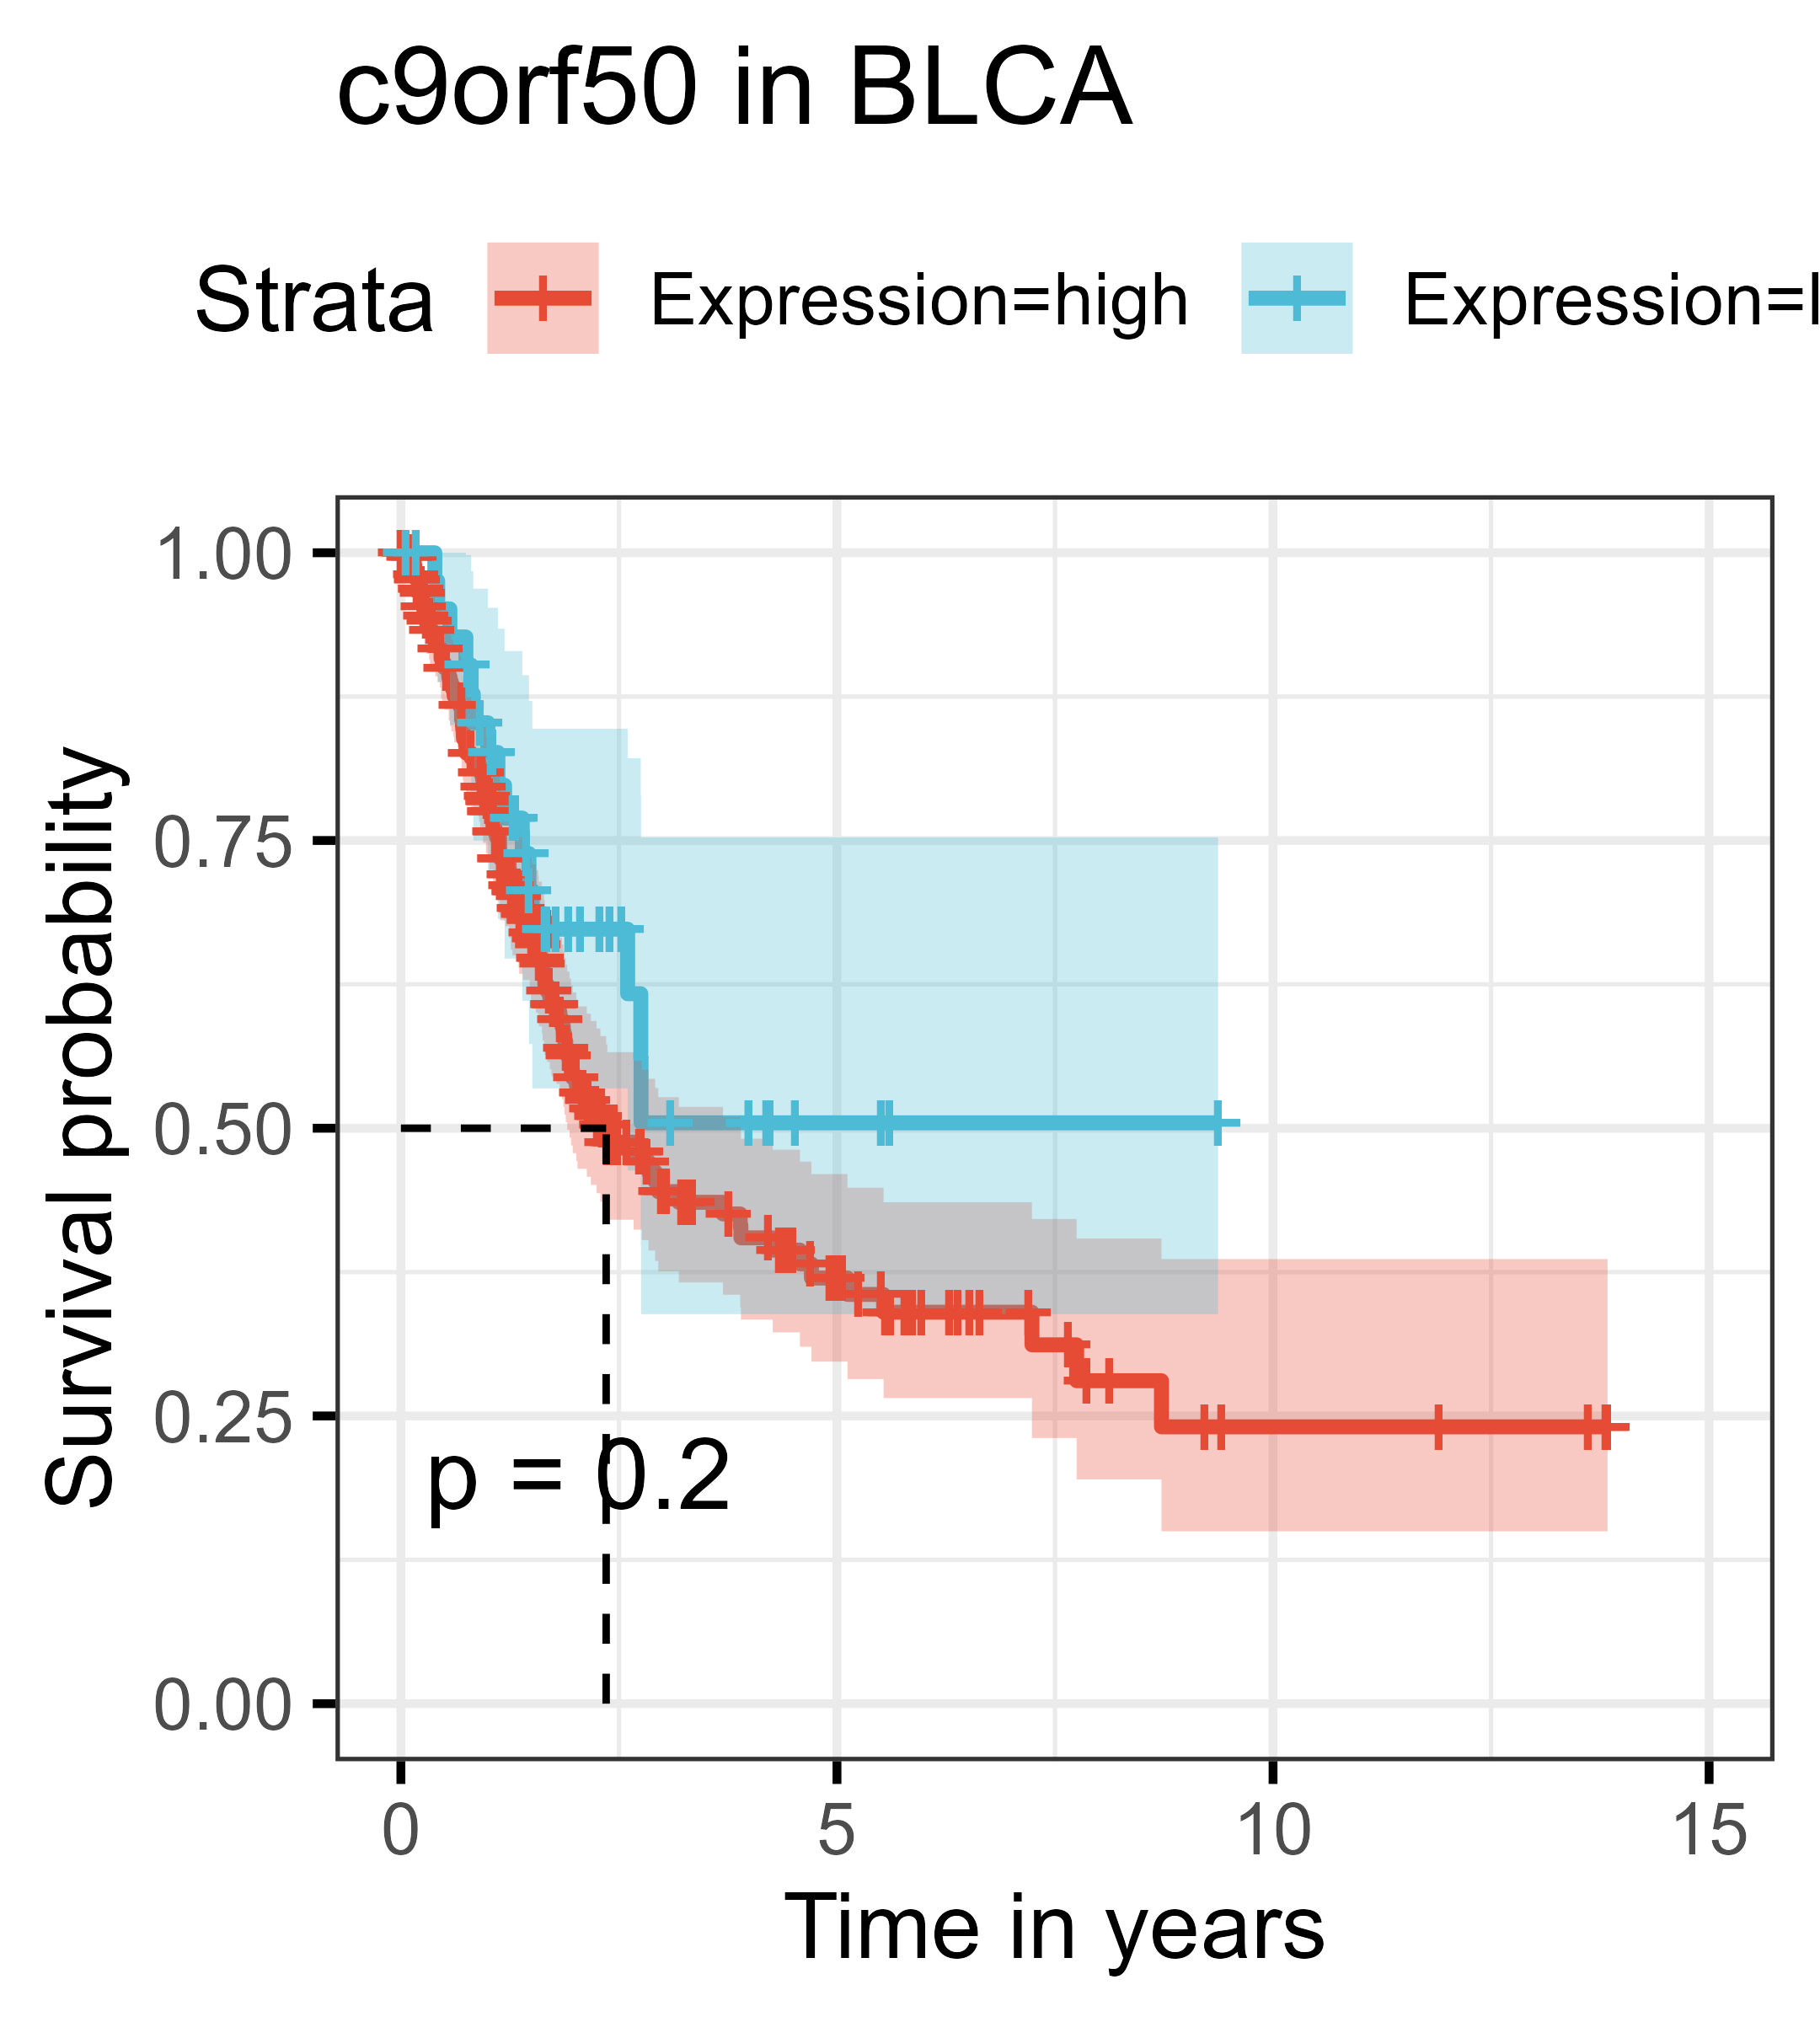 c9orf50 in BLCA
Strata Expression=high Expression=l
1.00
0.75
0.50
0.25
0.00
Survival probability
p = 0.2
0 5 10 15
Time in years